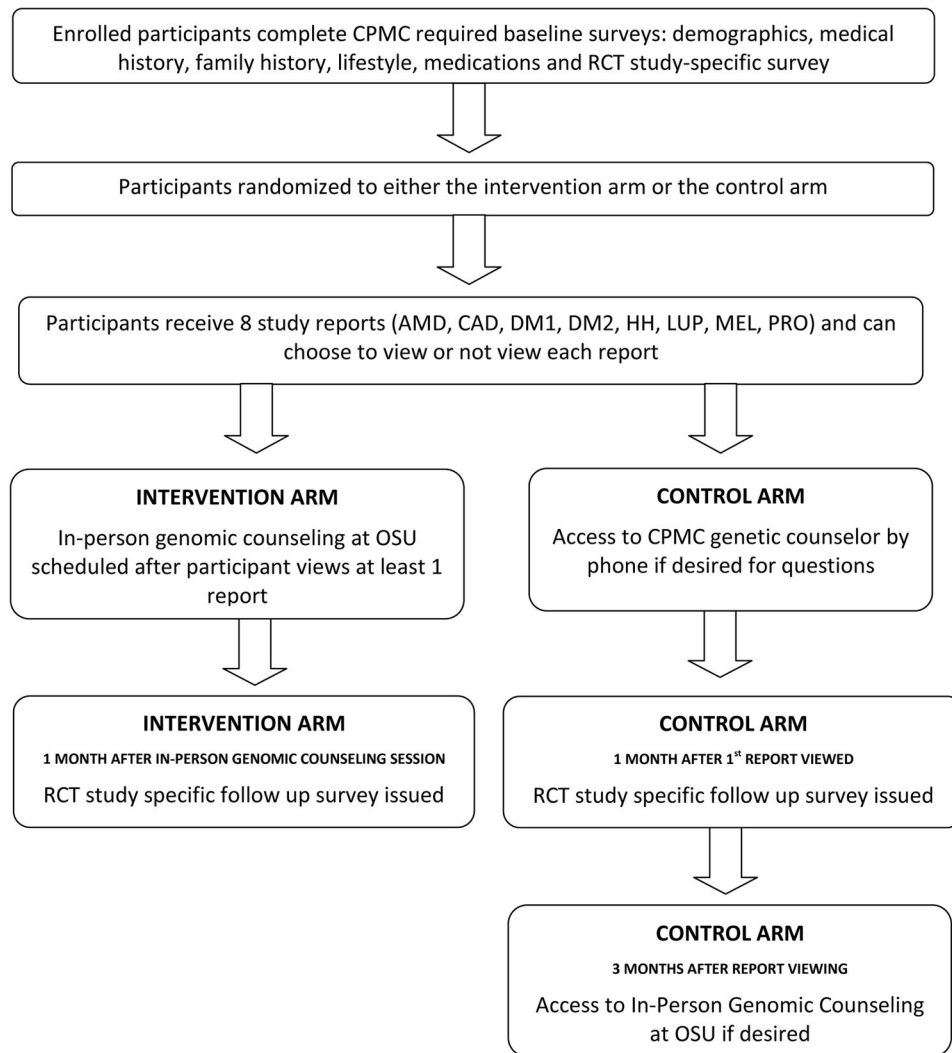 Enrolled participants complete CPMC required baseline surveys: demographics, medical
history, family history, lifestyle, medications and RCT study-specific survey
Participants randomized to either the intervention arm or the control arm
Participants receive 8 study reports (AMD, CAD, DM1, DM2, HH, LUP, MEL, PRO) and can
choose to view or not view each report
INTERVENTION ARM
In-person genomic counseling at OSU
scheduled after participant views at least 1
report
CONTROL ARM
Access to CPMC genetic counselor by
phone if desired for questions
INTERVENTION ARM
1 MONTH AFTER IN-PERSON GENOMIC COUNSELING SESSION
RCT study specific follow up survey issued
CONTROL ARM
1 MONTH AFTER 1st REPORT VIEWED
RCT study specific follow up survey issued
CONTROL ARM
3 MONTHS AFTER REPORT VIEWING
Access to In-Person Genomic Counseling
at OSU if desired